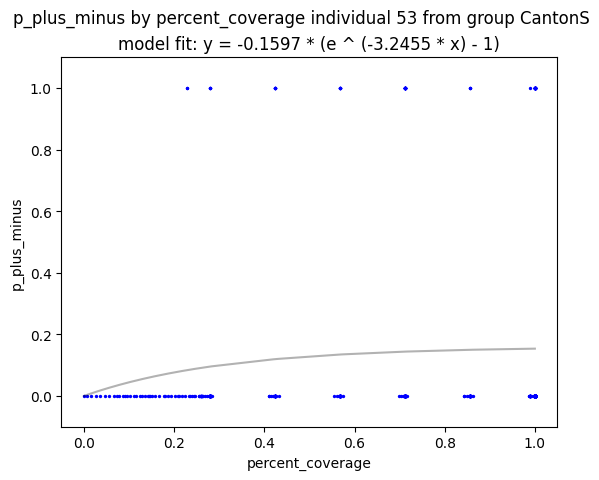 p_plus_minus by percent_coverage individual 53 from group CantonS
model fit: y = -0.1597 * (e ^ (-3.2455 * x) - 1)
1.0
0.8
0.6
0.4
0.2
0.0
p_plus_minus
0.0 0.2 0.4 0.6 0.8 1.0
percent_coverage